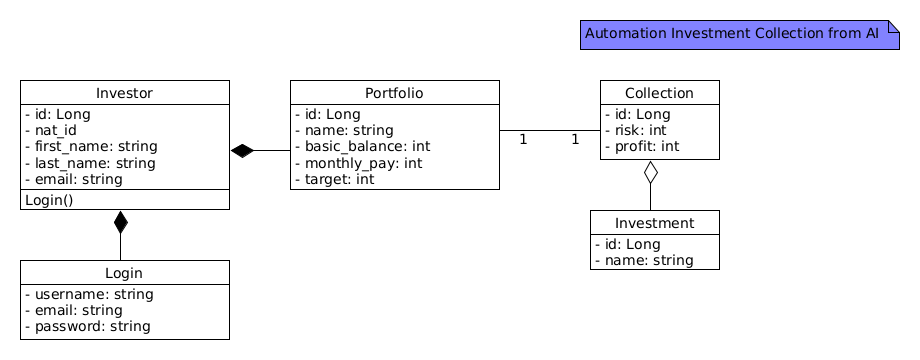 Automation Investment Collection from AI
Investor
- id: Long
- nat_id
- first_name: string
- last_name: string
- email: string
Login()
Portfolio
- id: Long
- name: string
- basic_balance: int
- monthly_pay: int
- target: int
1
1
Collection
- id: Long
- risk: int
- profit: int
Investment
- id: Long
- name: string
Login
- username: string
- email: string
- password: string